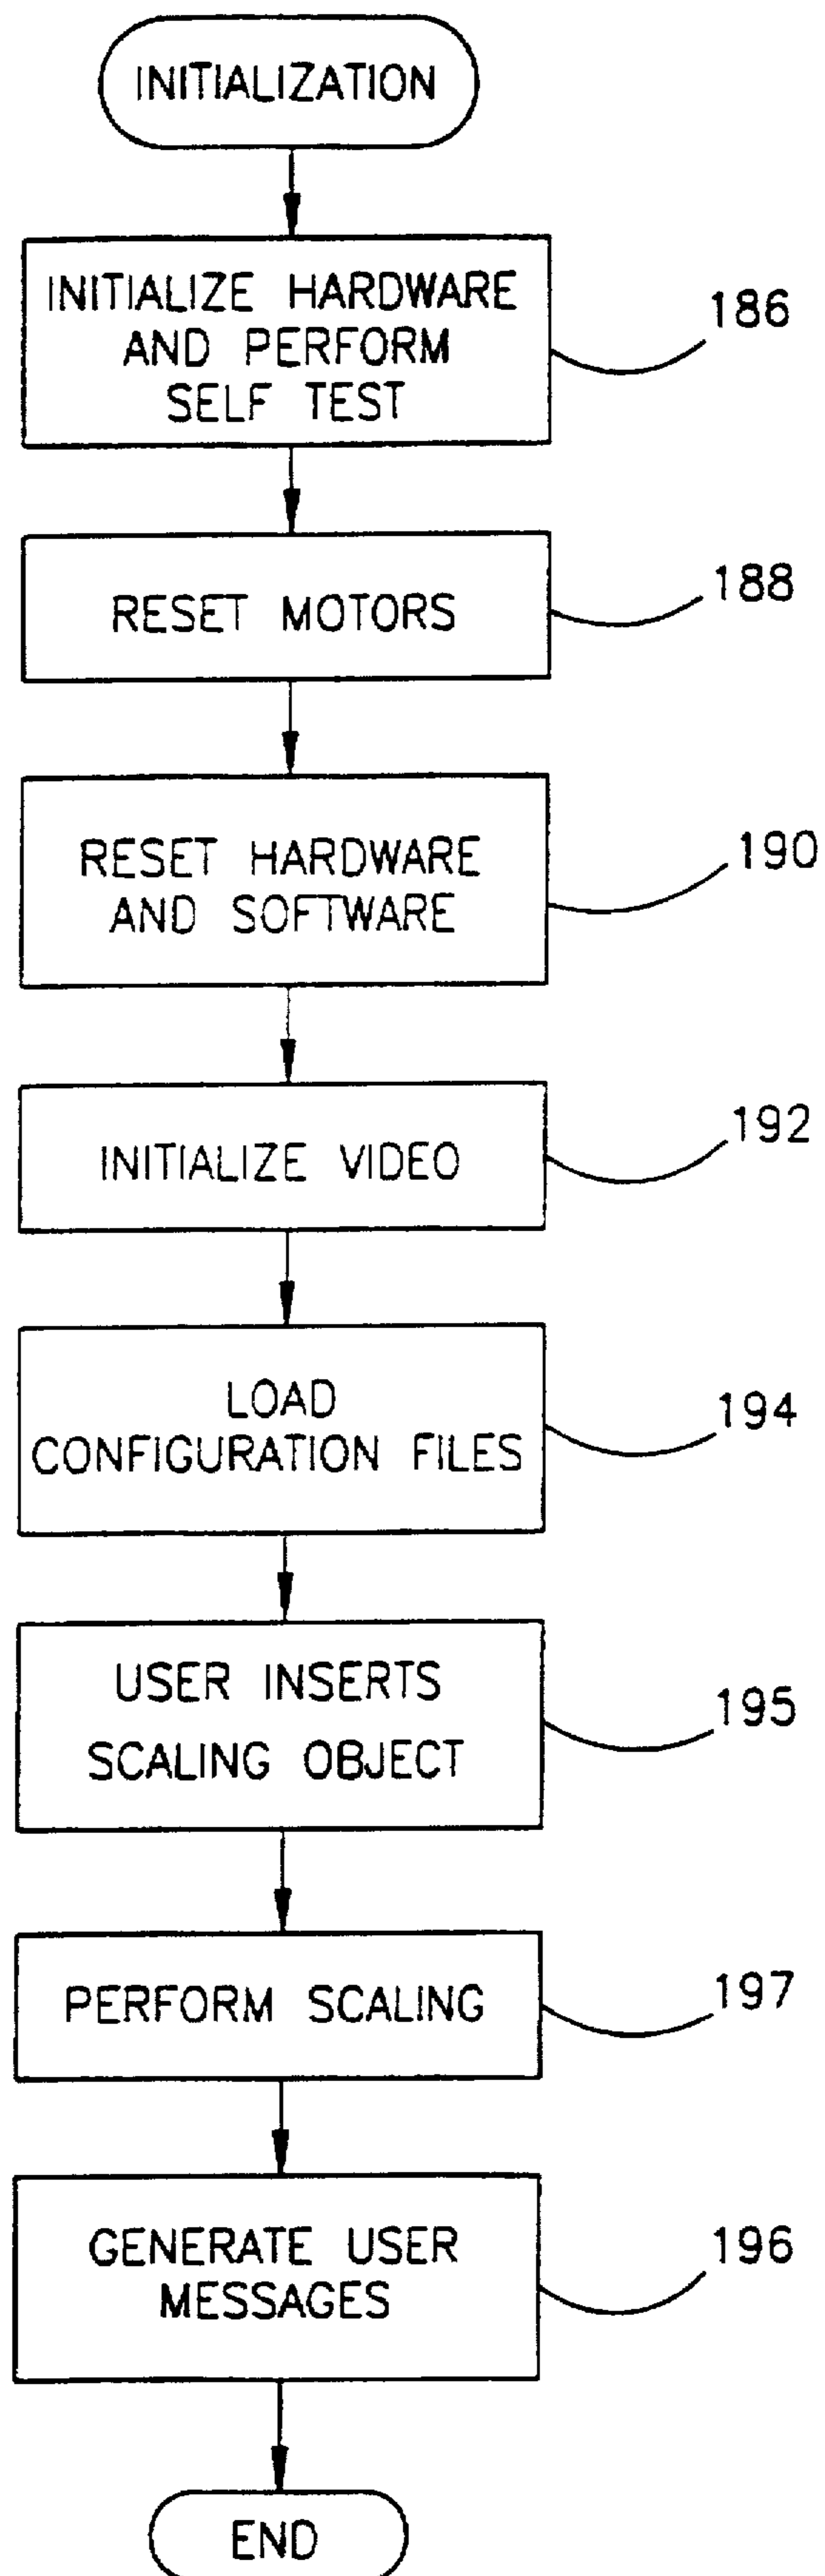 INITIALIZATION
INITIALIZE HARDWARE
AND PERFORM
SELF TEST
186
RESET MOTORS
188
RESET HARDWARE
AND SOFTWARE
190
INITIALIZE VIDEO
192
LOAD
CONFIGURATION FILES
194
USER INSERTS
SCALING OBJECT
195
PERFORM SCALING
197
GENERATE USER
MESSAGES
196
END